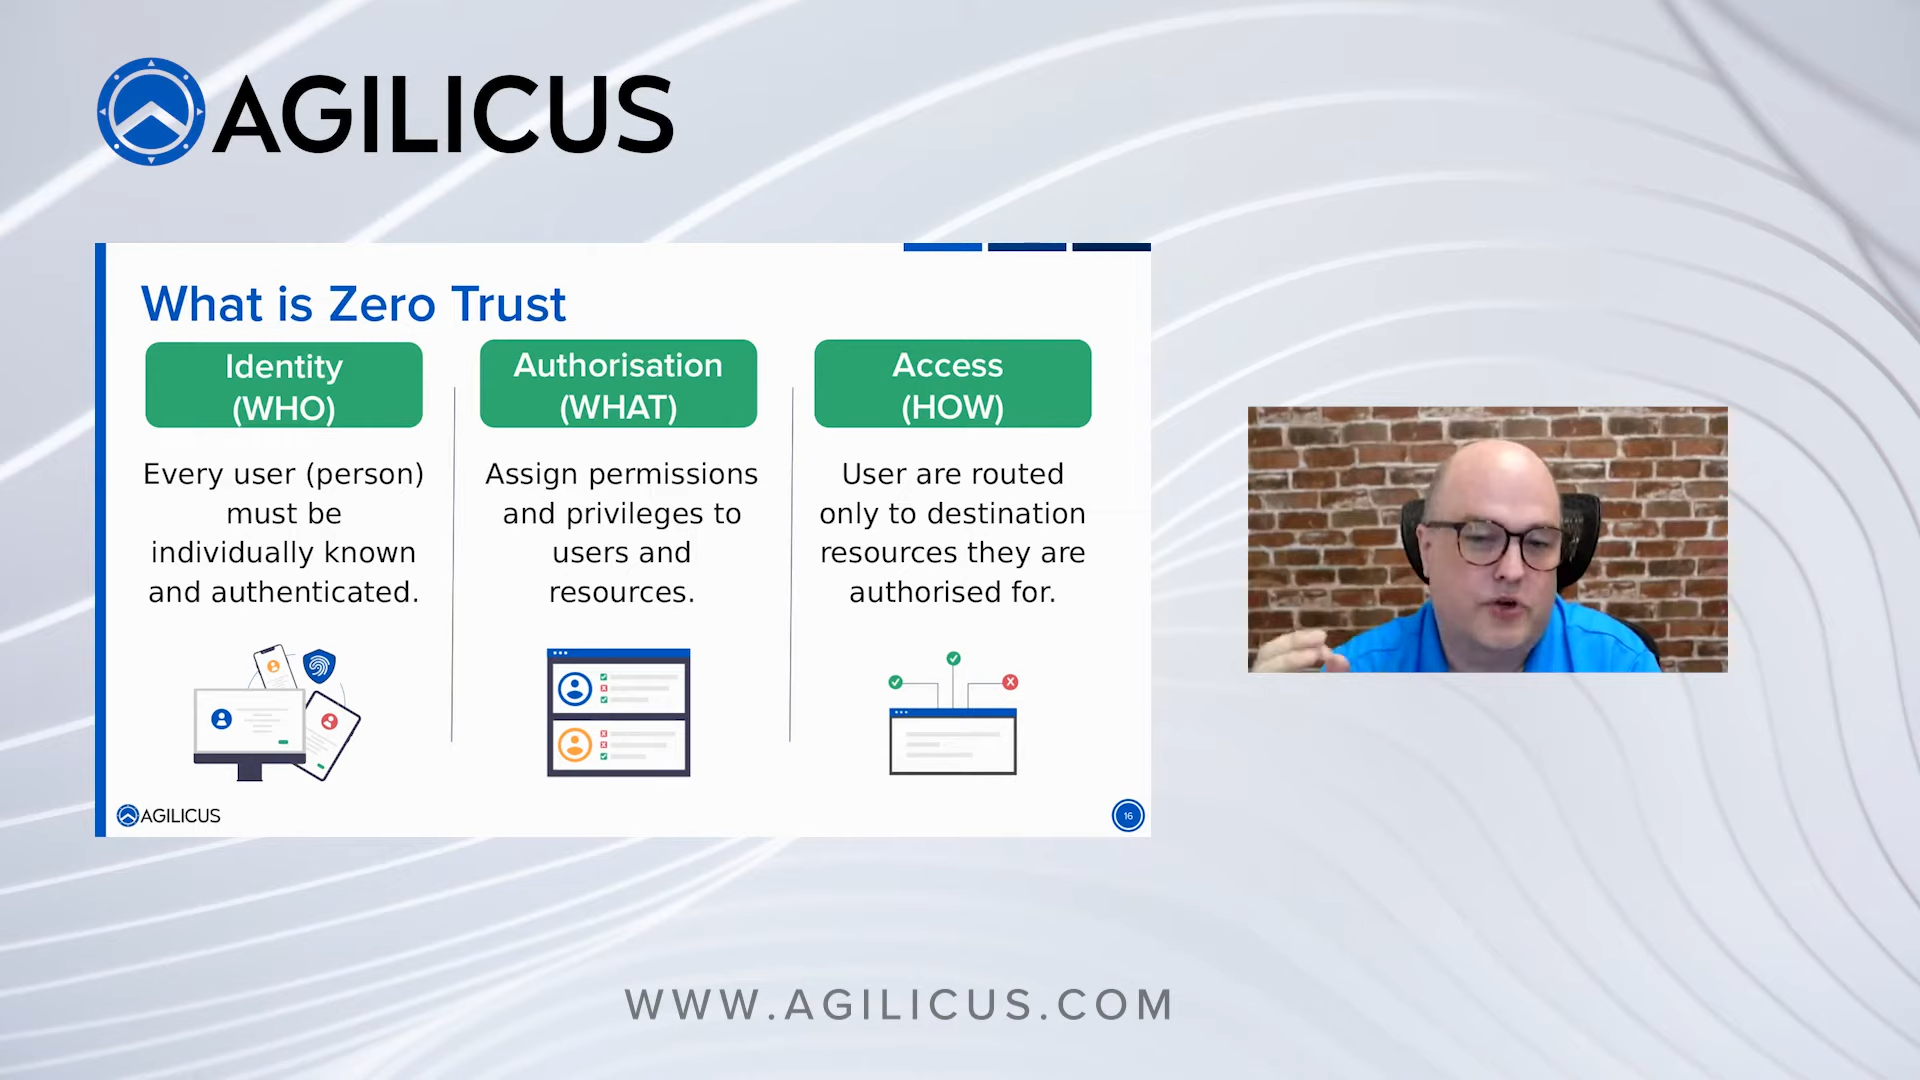 AGILICUS
What is Zero Trust
Identity
(WHO)
Every user (person)
must be
individually known
and authenticated.
Authorisation
(WHAT)
Assign permissions
and privileges to
users and
resources.
Access
(HOW)
User are routed
only to destination
resources they are
authorised for.
AGILICUS
16
WWW.AGILICUS.COM